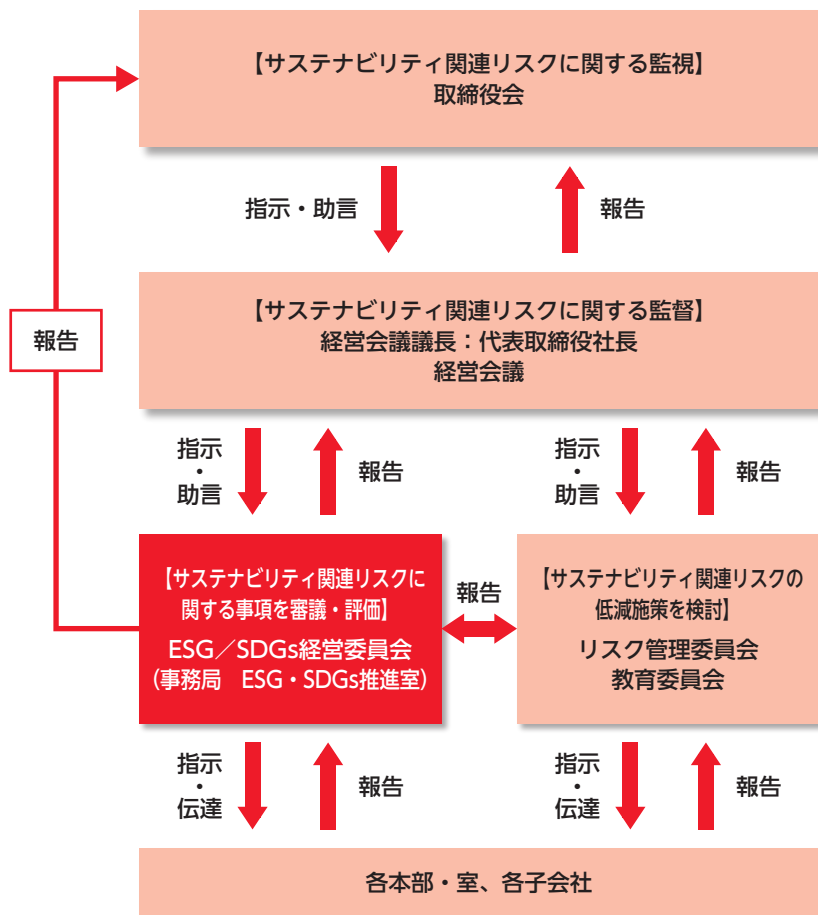 【サステナビリティ関連リスクに関する監視】
取締役会
指示・助言
報告
報告
【サステナビリティ関連リスクに関する監督】
経営会議議長：代表取締役社長
経営会議
指示
・
助言
報告
指示
・
助言
報告
【サステナビリティ関連リスクに
関する事項を審議・評価】
ESG／SDGs経営委員会
(事務局　ESG・SDGs推進室)
報告
【サステナビリティ関連リスクの
低減施策を検討】
リスク管理委員会
教育委員会
指示
・
伝達
報告
指示
・
伝達
報告
各本部・室、各子会社